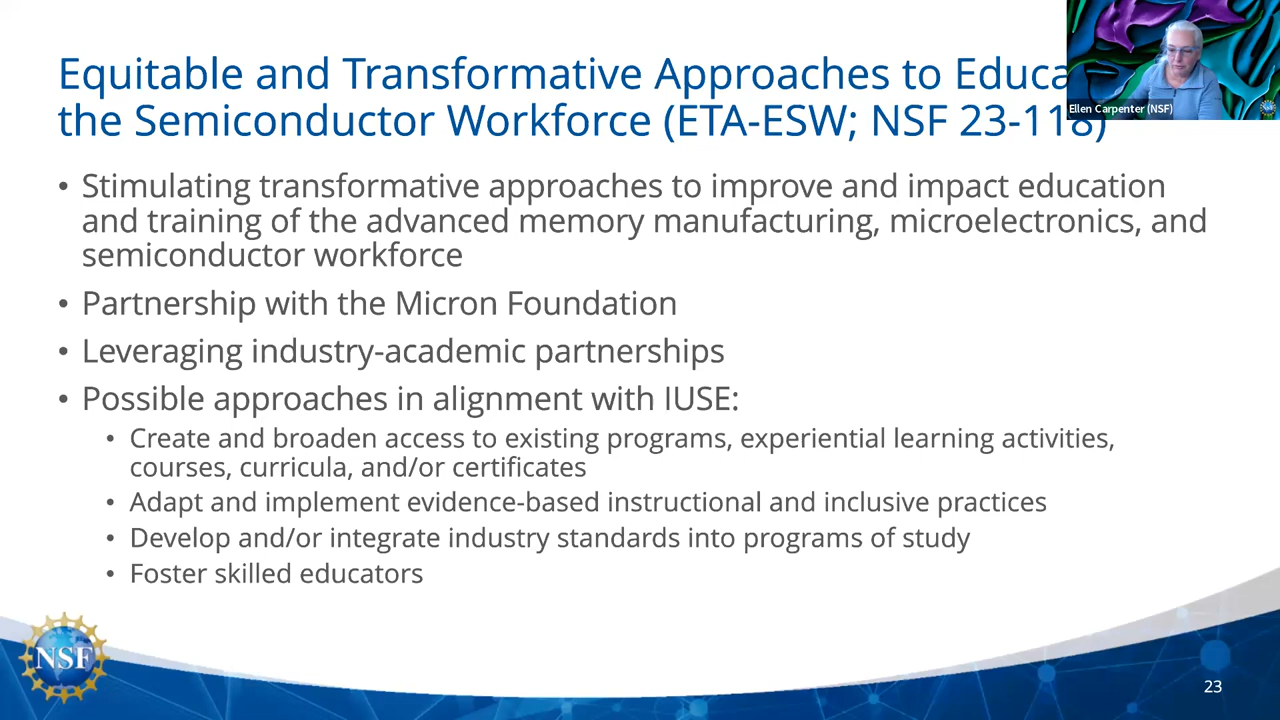 Equitable and Transformative Approaches to Educa
the Semiconductor Workforce (ETA-ESW; NSF 23-118)
Ellen Carpenter (NSF)
• Stimulating transformative approaches to improve and impact education
and training of the advanced memory manufacturing, microelectronics, and
semiconductor workforce
• Partnership with the Micron Foundation
• Leveraging industry-academic partnerships
• Possible approaches in alignment with IUSE:
• Create and broaden access to existing programs, experiential learning activities,
courses, curricula, and/or certificates
• Adapt and implement evidence-based instructional and inclusive practices
• Develop and/or integrate industry standards into programs of study
• Foster skilled educators
NSF
23